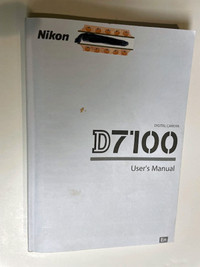 Nikon
DIGITAL CAMERA
D7100
User's Manual
En